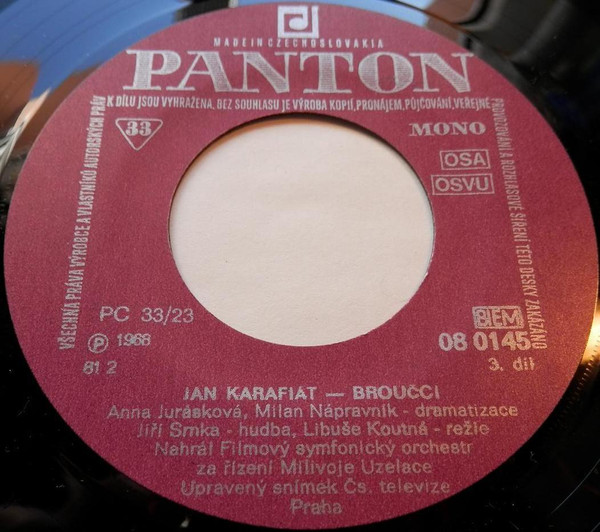 MADE IN CZECHOSLOVAKIA
PANTON
VŠECHNA PRÁVA VÝROBCE A VLASTNÍKŮ AUTORSKÝCH PRÁV
K DÍLU JSOU VYHRAŽENA. BEZ SOUHLASU JE VÝROBA KOPIÍ, PRONÁJEM, PŮJČOVÁNÍ, VEŘEJNÉ
PROVOZOVÁNÍ A ROZHLASOVÉ ŠÍŘENÍ TÉTO DESKY ZAKÁZÁNO
33
MONO
OSA
OSVU
PC 33/23
BIEM
℗ 1968
08 0145
81 2
3. díl
JAN KARAFIÁT — BROUČCI
Anna Jurásková, Milan Nápravník - dramatizace
Jiří Srnka - hudba, Libuše Koutná - režie
Nahrál Filmový symfonický orchestr
za řízení Milivoje Uzelace
Upravený snímek Čs. televize
Praha